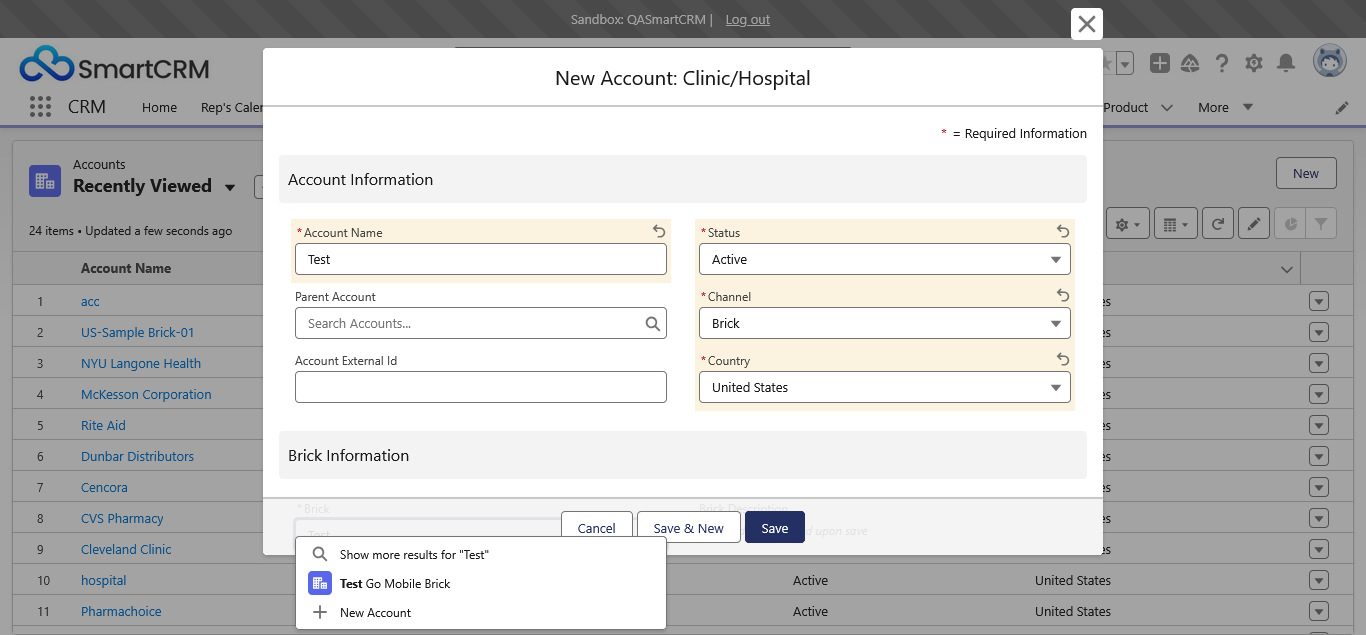 Sandbox: QASmartCRM | Log out
SmartCRM
CRM Home Rep's Caler Product More
New Account: Clinic/Hospital
* = Required Information
Accounts
Recently Viewed
New
24 items • Updated a few seconds ago
Account Information
*Account Name
Test
*Status
Active
Parent Account
Search Accounts...
*Channel
Brick
Account External Id
*Country
United States
Brick Information
*Brick
Test
Brick Description
d upon save
Cancel Save & New Save
Show more results for "Test"
Test Go Mobile Brick
New Account
Account Name
1 acc es
2 US-Sample Brick-01 es
3 NYU Langone Health es
4 McKesson Corporation es
5 Rite Aid es
6 Dunbar Distributors es
7 Cencora es
8 CVS Pharmacy es
9 Cleveland Clinic es
10 hospital Active United States
11 Pharmachoice Active United States